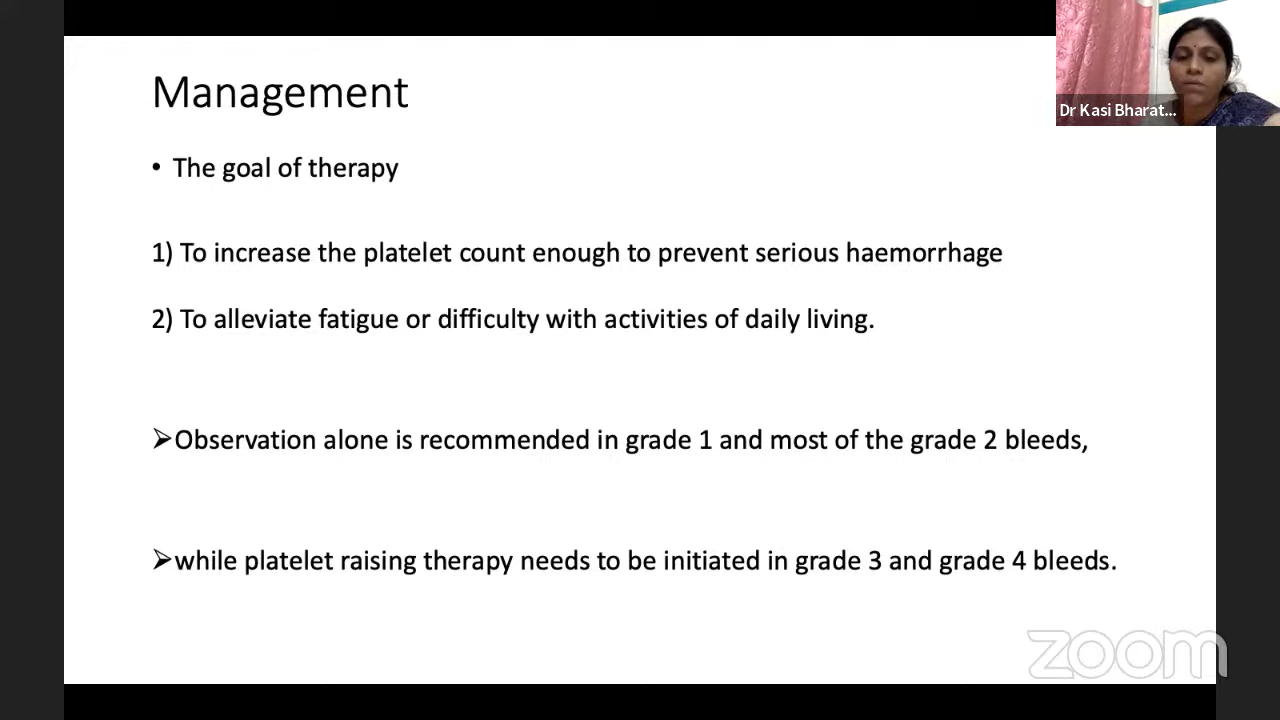 Management
• The goal of therapy
1) To increase the platelet count enough to prevent serious haemorrhage
2) To alleviate fatigue or difficulty with activities of daily living.
➢Observation alone is recommended in grade 1 and most of the grade 2 bleeds,
➢while platelet raising therapy needs to be initiated in grade 3 and grade 4 bleeds.
Dr Kasi Bharat...
zoom